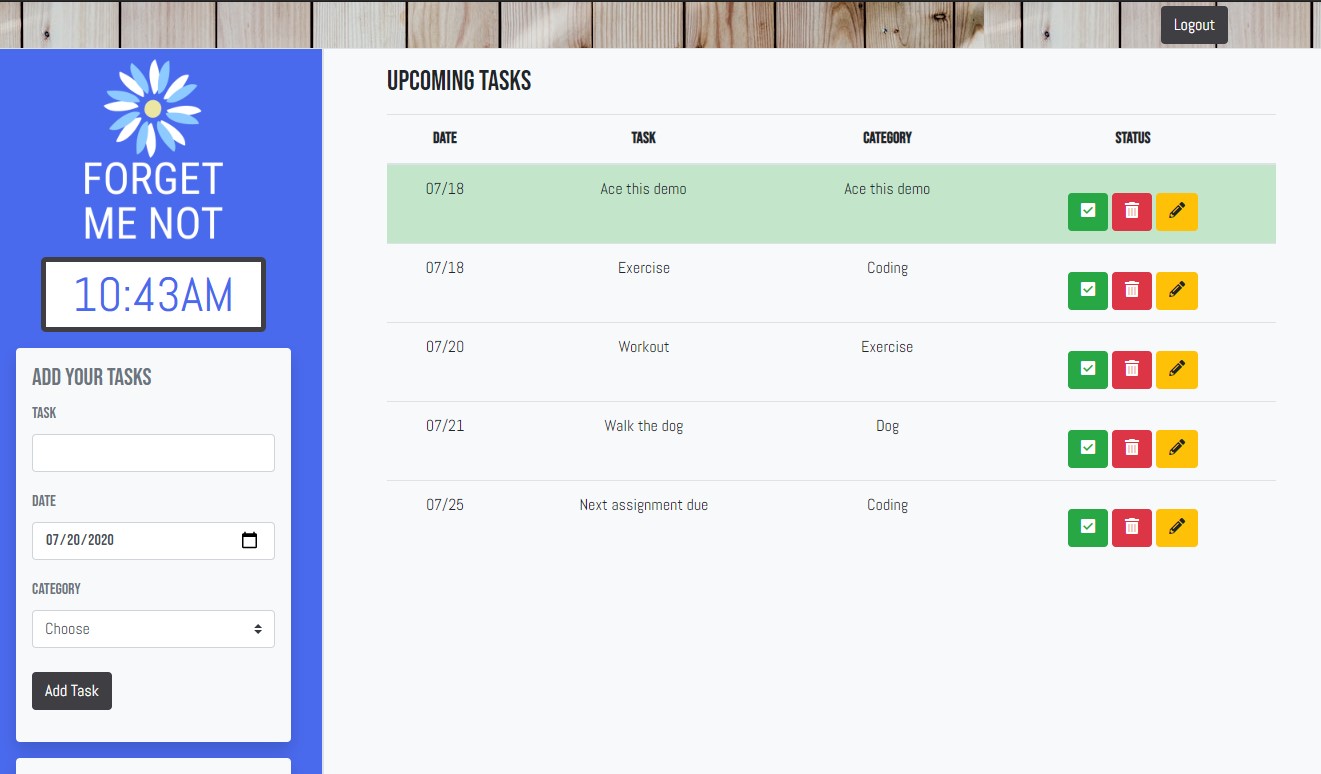 Logout
FORGET
ME NOT
10:43AM
ADD YOUR TASKS
TASK
DATE
07/20/2020
CATEGORY
Choose
Add Task
UPCOMING TASKS
DATE TASK CATEGORY STATUS
07/18 Ace this demo Ace this demo
07/18 Exercise Coding
07/20 Workout Exercise
07/21 Walk the dog Dog
07/25 Next assignment due Coding